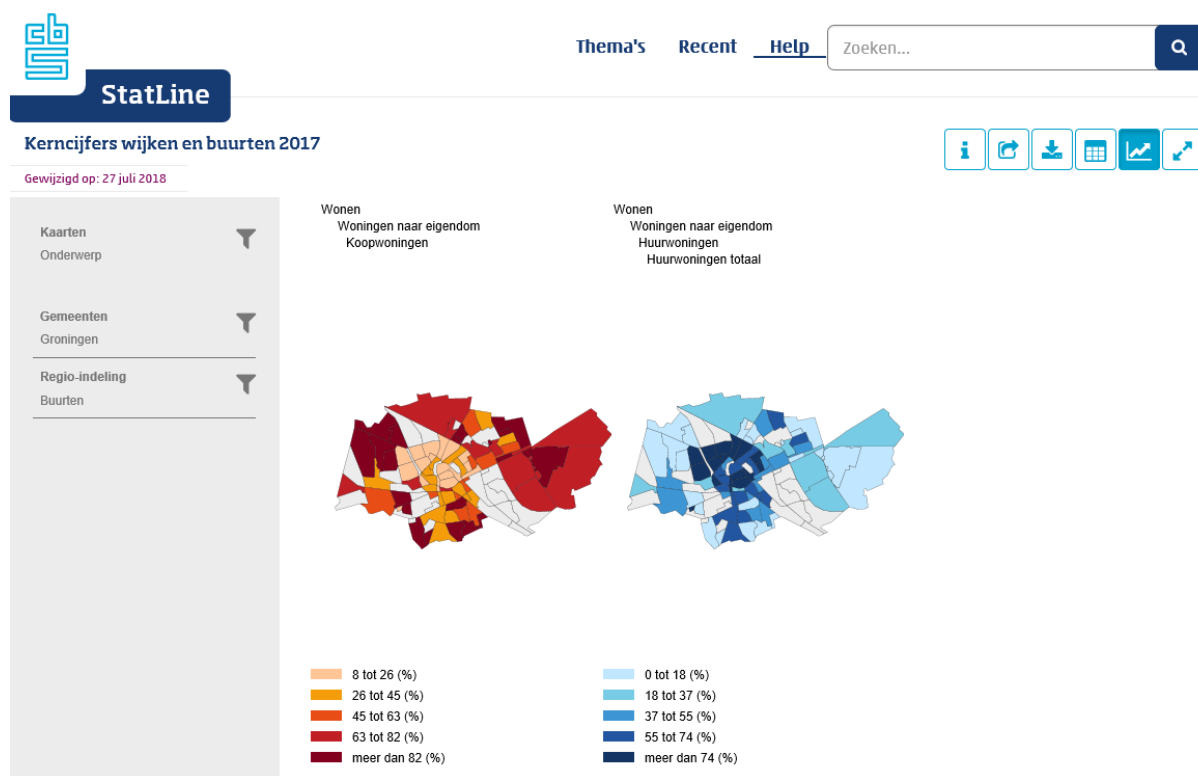 cbs
Thema's Recent Help Zoeken...
StatLine
Kerncijfers wijken en buurten 2017
Gewijzigd op: 27 juli 2018
Kaarten
Onderwerp
Gemeenten
Groningen
Regio-indeling
Buurten
Wonen
Woningen naar eigendom
Koopwoningen
Wonen
Woningen naar eigendom
Huurwoningen
Huurwoningen totaal
8 tot 26 (%)
26 tot 45 (%)
45 tot 63 (%)
63 tot 82 (%)
meer dan 82 (%)
0 tot 18 (%)
18 tot 37 (%)
37 tot 55 (%)
55 tot 74 (%)
meer dan 74 (%)